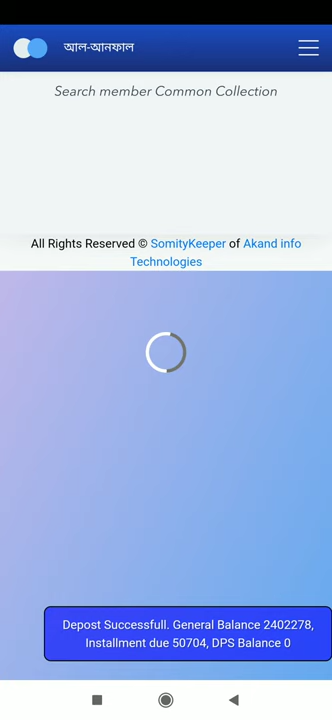 আল-আনফাল
Search member Common Collection
All Rights Reserved © SomityKeeper of Akand info
Technologies
Depost Successfull. General Balance 2402278,
Installment due 50704, DPS Balance 0